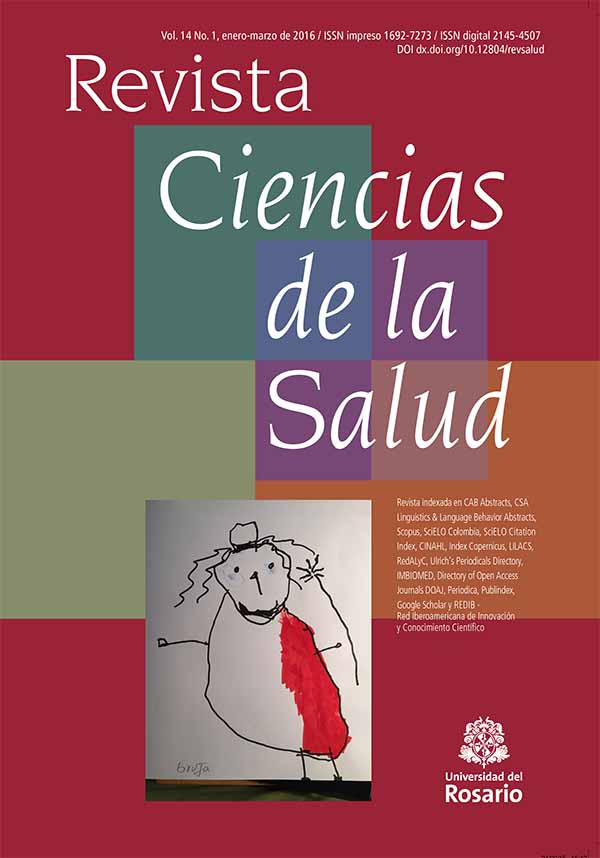 Vol. 14 No. 1, enero-marzo de 2016 / ISSN impreso 1692-7273 / ISSN digital 2145-4507
DOI dx.doi.org/10.12804/revsalud
Revista
Ciencias
de la
Salud
Revista indexada en CAB Abstracts, CSA
Linguistics & Language Behavior Abstracts,
Scopus, SciELO Colombia, SciELO Citation
Index, CINAHL, Index Copernicus, LILACS,
RedALyC, Ulrich's Periodicals Directory,
IMBIOMED, Directory of Open Access
Journals DOAJ, Periodica, Publindex,
Google Scholar y REDIB -
Red Iberoamericana de Innovación
y Conocimiento Científico
bruja
Universidad del
Rosario